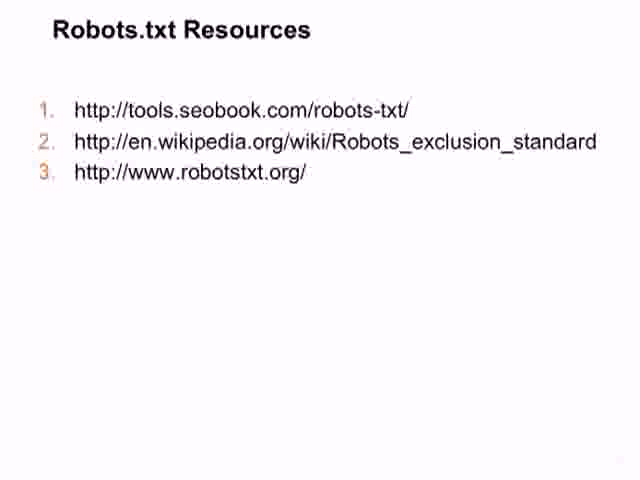 Robots.txt Resources
1. http://tools.seobook.com/robots-txt/
2. http://en.wikipedia.org/wiki/Robots_exclusion_standard
3. http://www.robotstxt.org/